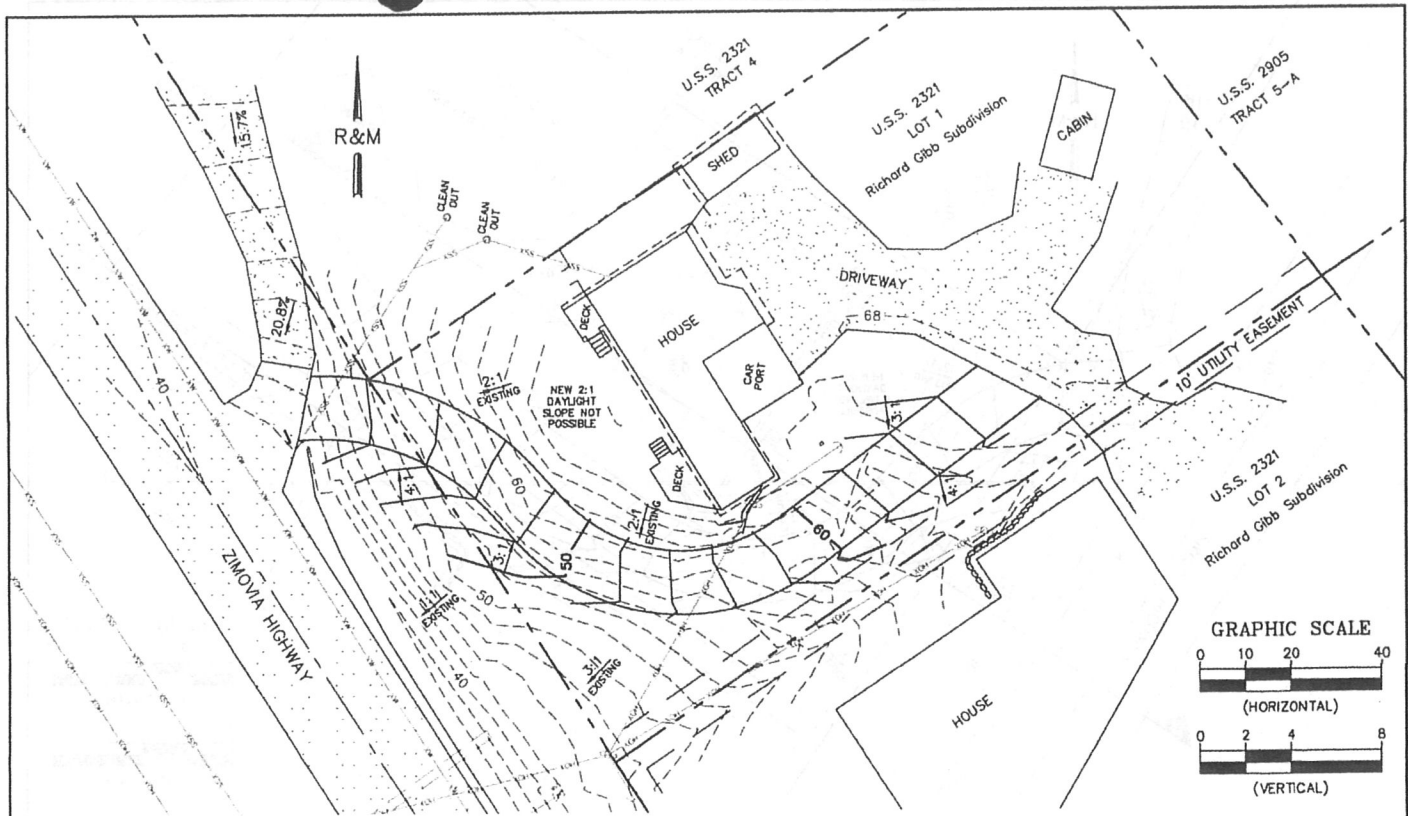 U.S.S. 2321
TRACT 4
U.S.S. 2321
LOT 1
Richard Gibb Subdivision
U.S.S. 2905
TRACT 5-A
CABIN
15.7%
R&M
SHED
CLEAN
OUT
CLEAN
OUT
DRIVEWAY
68
20.8%
DECK
HOUSE
CAR
PORT
10' UTILITY EASEMENT
40
2:1
EXISTING
NEW 2:1
DAYLIGHT
SLOPE NOT
POSSIBLE
3:1
4:1
60
DECK
2:1
EXISTING
4:1
60
50
3:1
U.S.S. 2321
LOT 2
Richard Gibb Subdivision
ZIMOVIA HIGHWAY
1:1
EXISTING
50
40
3:1
EXISTING
HOUSE
GRAPHIC SCALE
0 10 20 40
(HORIZONTAL)
0 2 4 8
(VERTICAL)